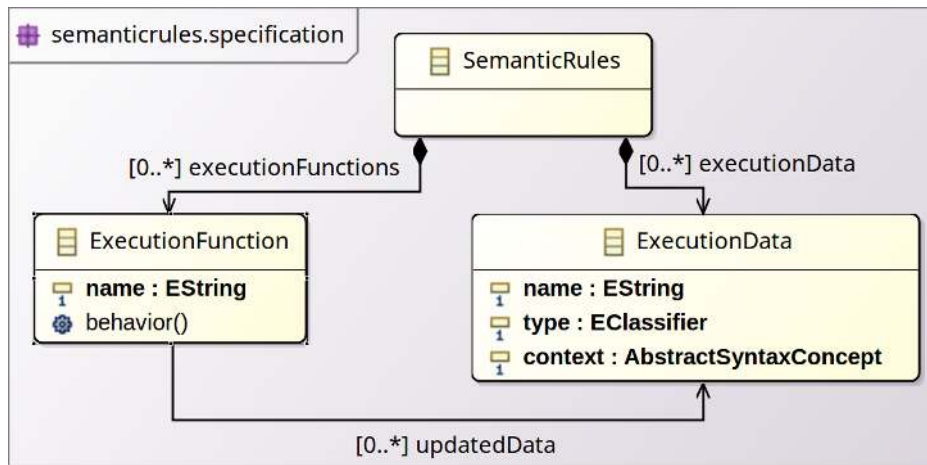 semanticrules.specification
SemanticRules
[0..*] executionFunctions
[0..*] executionData
ExecutionFunction
name : EString
behavior()
ExecutionData
name : EString
type : EClassifier
context : AbstractSyntaxConcept
[0..*] updatedData